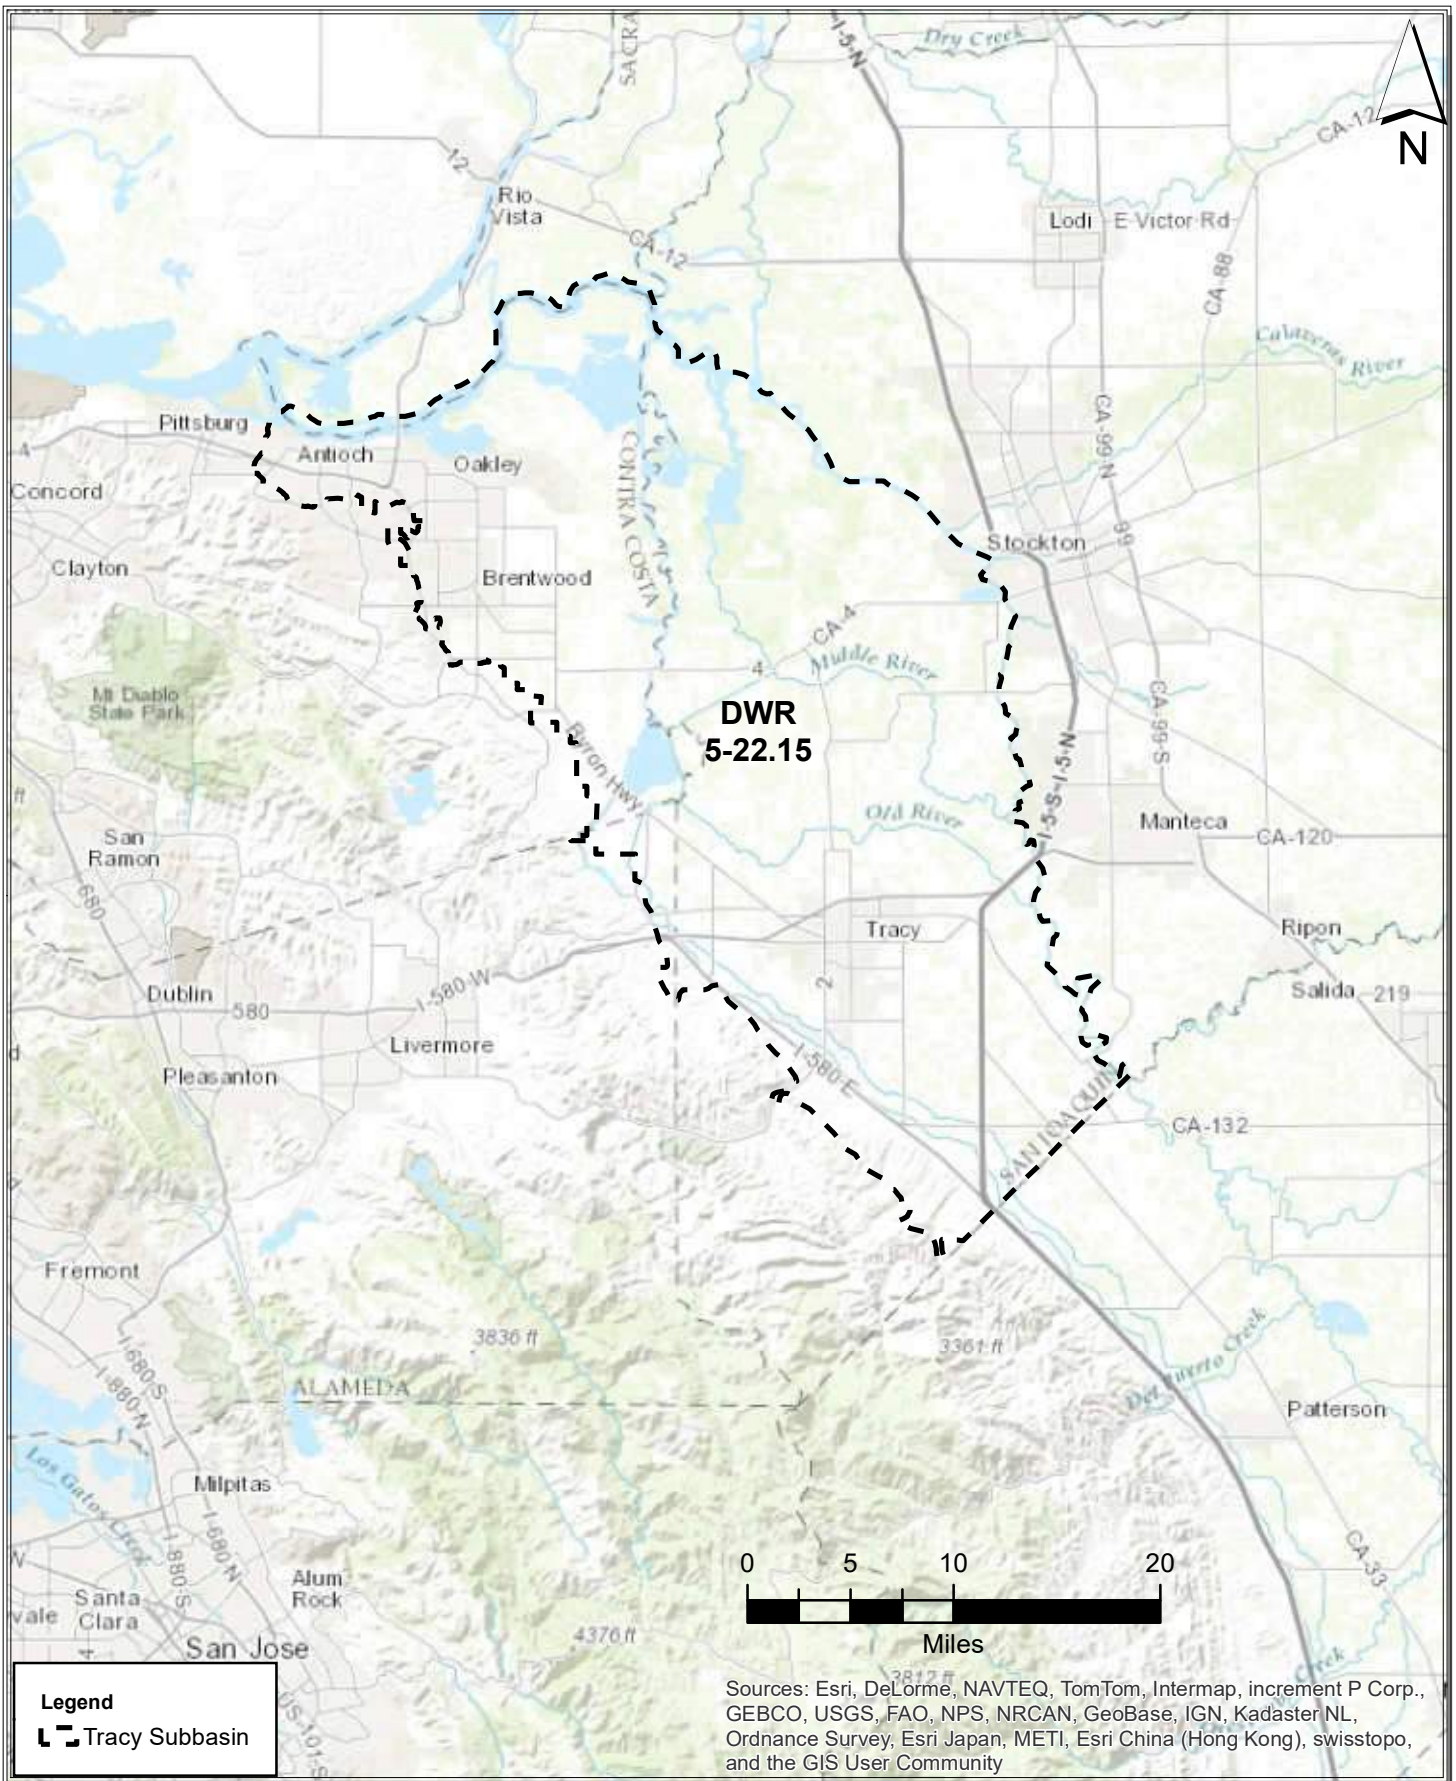 SACRA
I-5-N
Dry Creek
CA-12
N
12
Rio
Vista
CA-12
Lodi
E Victor Rd
CA-88
Calaveras River
CA-99-N
Pittsburg
4
Antioch
Oakley
CONTRA COSTA
Concord
Stockton
99
Clayton
Brentwood
CA-4
4
Middle River
Mt Diablo
State Park
DWR
5-22.15
CA-99-S
Byron Hwy
I-5-S-I-5-N
ft
Old River
Manteca
CA-120
San
Ramon
680
Tracy
Ripon
Dublin
580
I-580-W
2
Salida
219
d
Livermore
Pleasanton
I-580-E
SAN JOAQUIN
CA-132
Fremont
3836 ft
3361 ft
Del Puerto Creek
I-680-S
I-880-N
ALAMEDA
Patterson
Los Gatos Creek
Milpitas
I-680 N
I-880-S
CA-33
W
Alum
Rock
Santa
Clara
vale
4
San Jose
4376 ft
0 5 10 20
Miles
3812 ft
Creek
US-101-S
Legend
Tracy Subbasin
Sources: Esri, DeLorme, NAVTEQ, TomTom, Intermap, increment P Corp.,
GEBCO, USGS, FAO, NPS, NRCAN, GeoBase, IGN, Kadaster NL,
Ordnance Survey, Esri Japan, METI, Esri China (Hong Kong), swisstopo,
and the GIS User Community